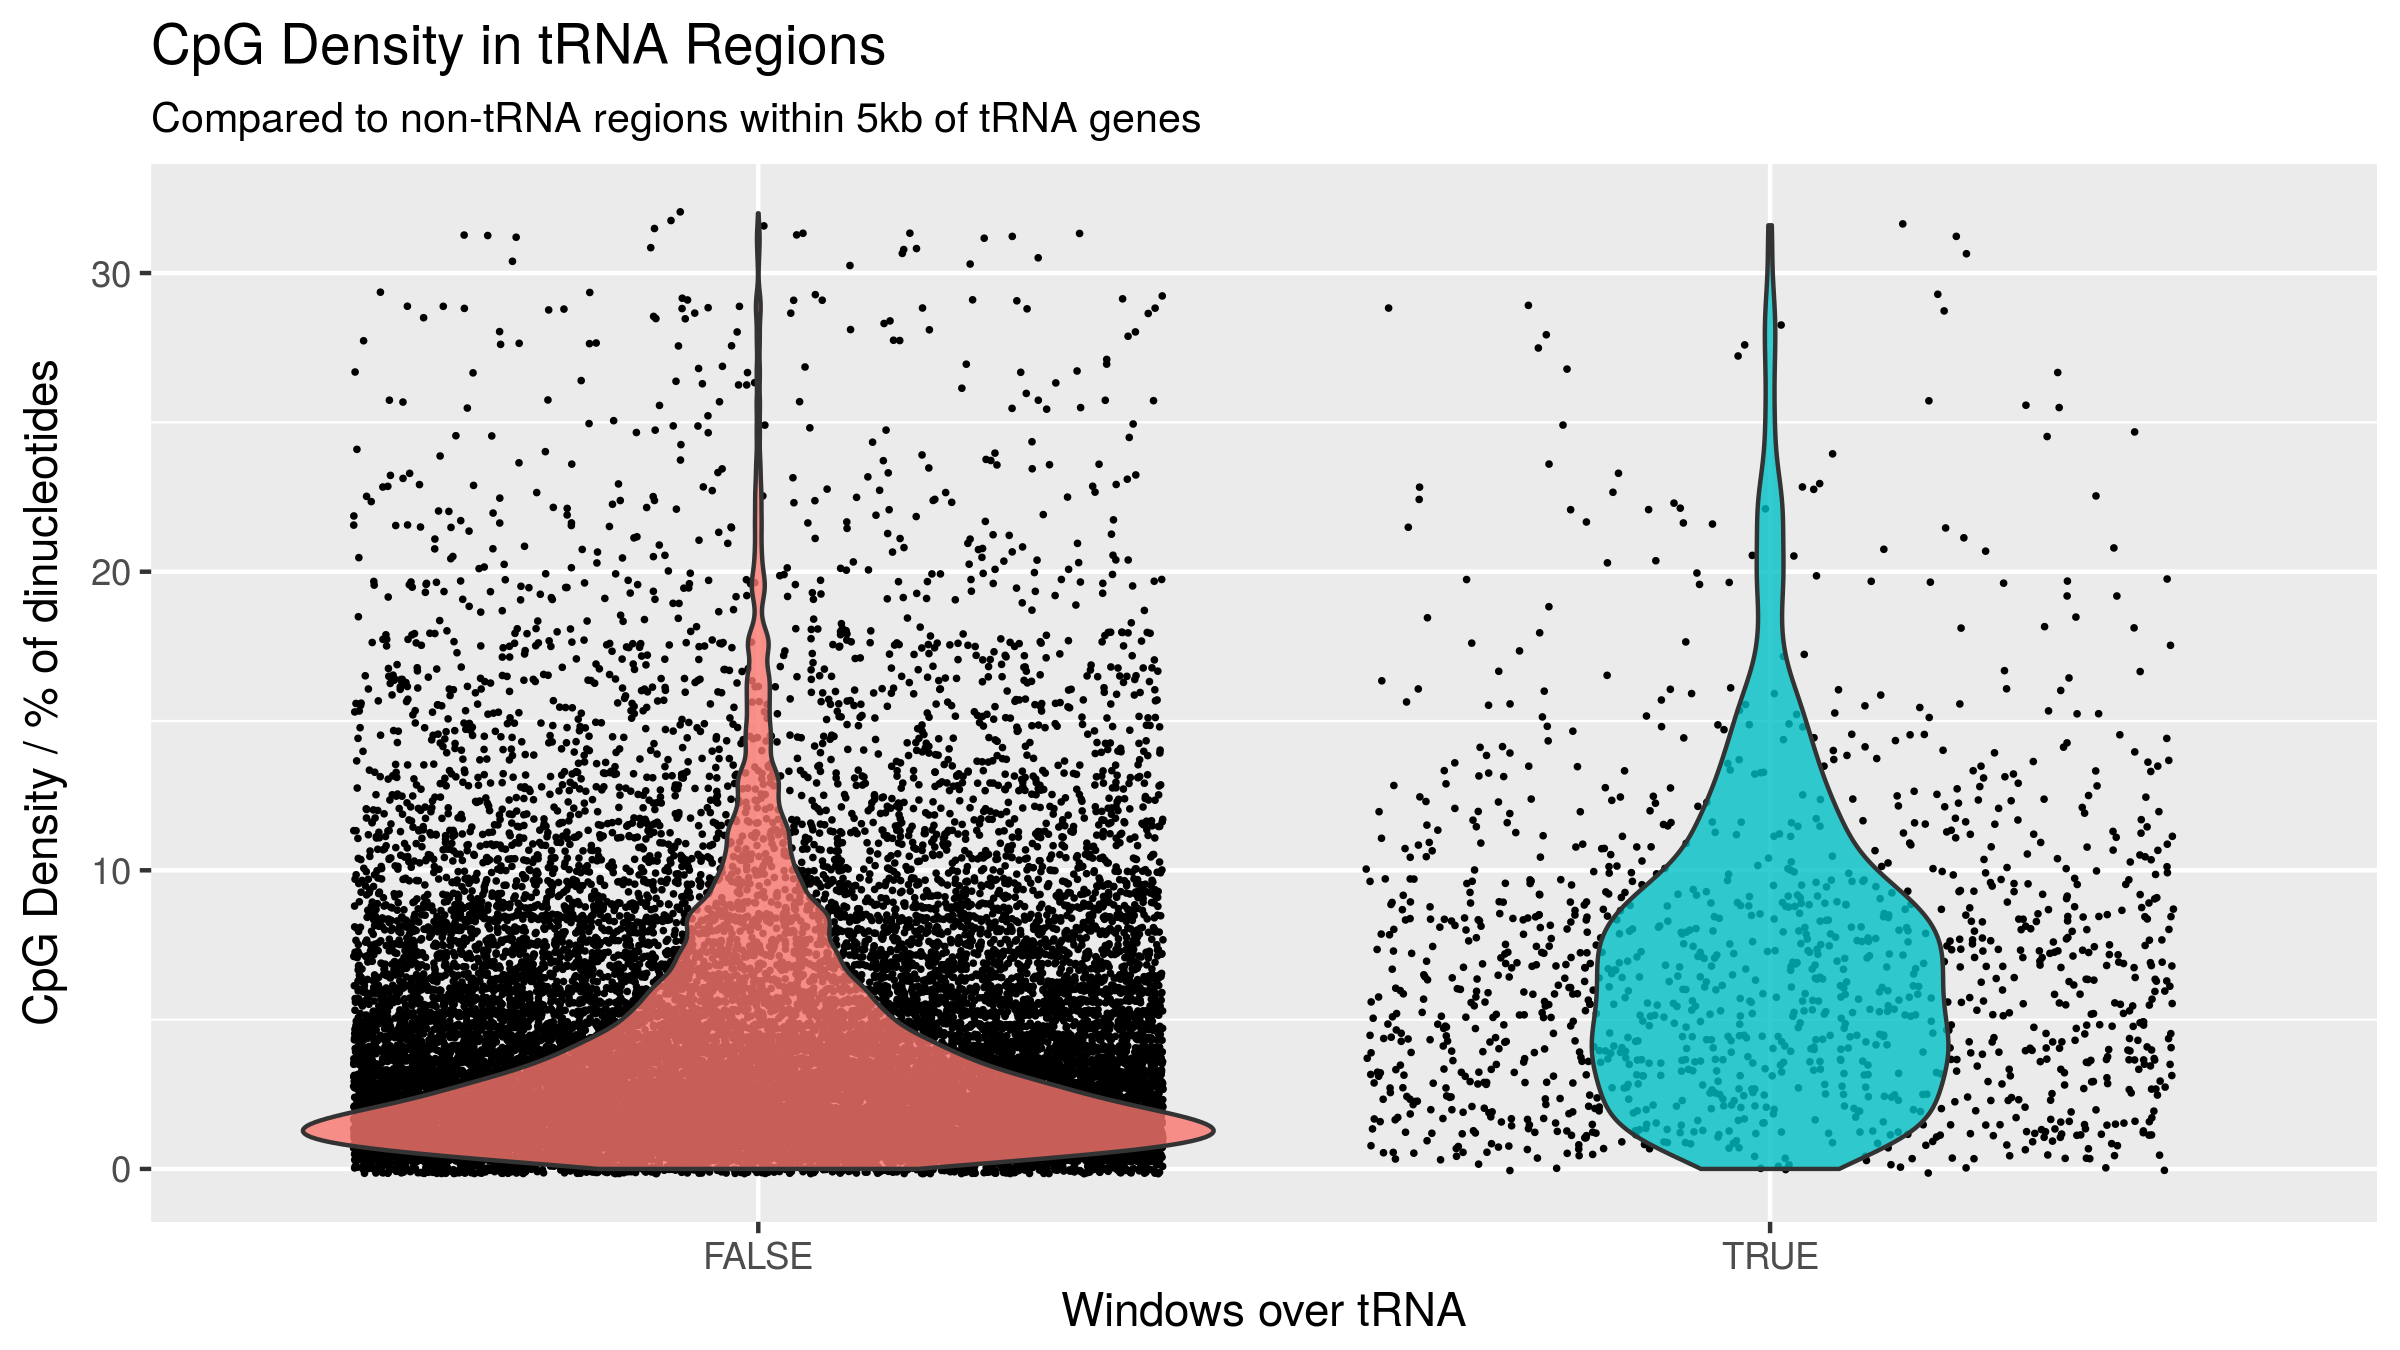 CpG Density in tRNA Regions
Compared to non-tRNA regions within 5kb of tRNA genes
CpG Density / % of dinucleotides
30
20
10
0
FALSE
TRUE
Windows over tRNA